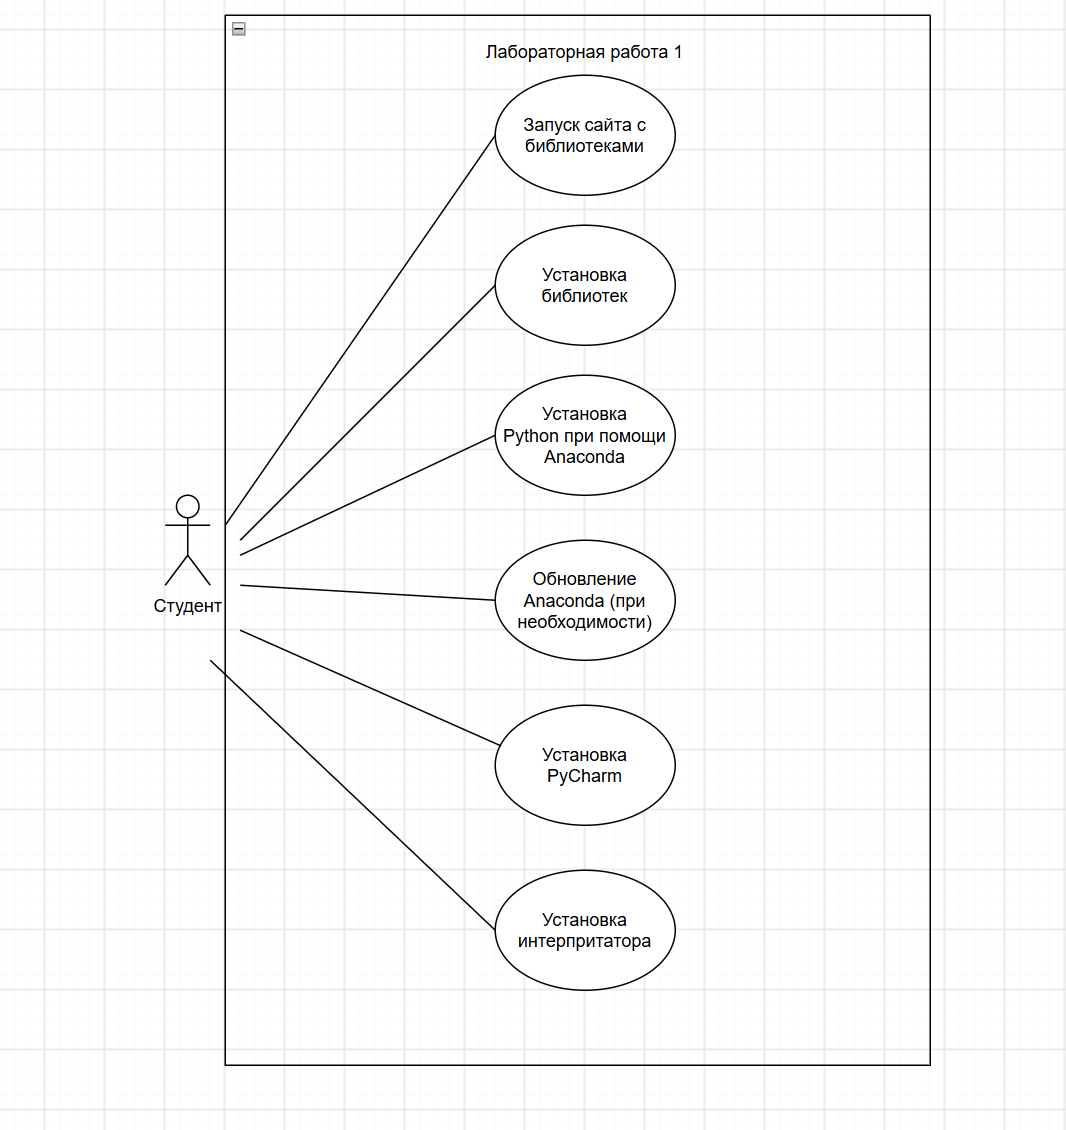 Лабораторная работа 1
Запуск сайта с
библиотеками
Установка
библиотек
Установка
Python при помощи
Anaconda
Студент
Обновление
Anaconda (при
необходимости)
Установка
PyCharm
Установка
интерпритатора